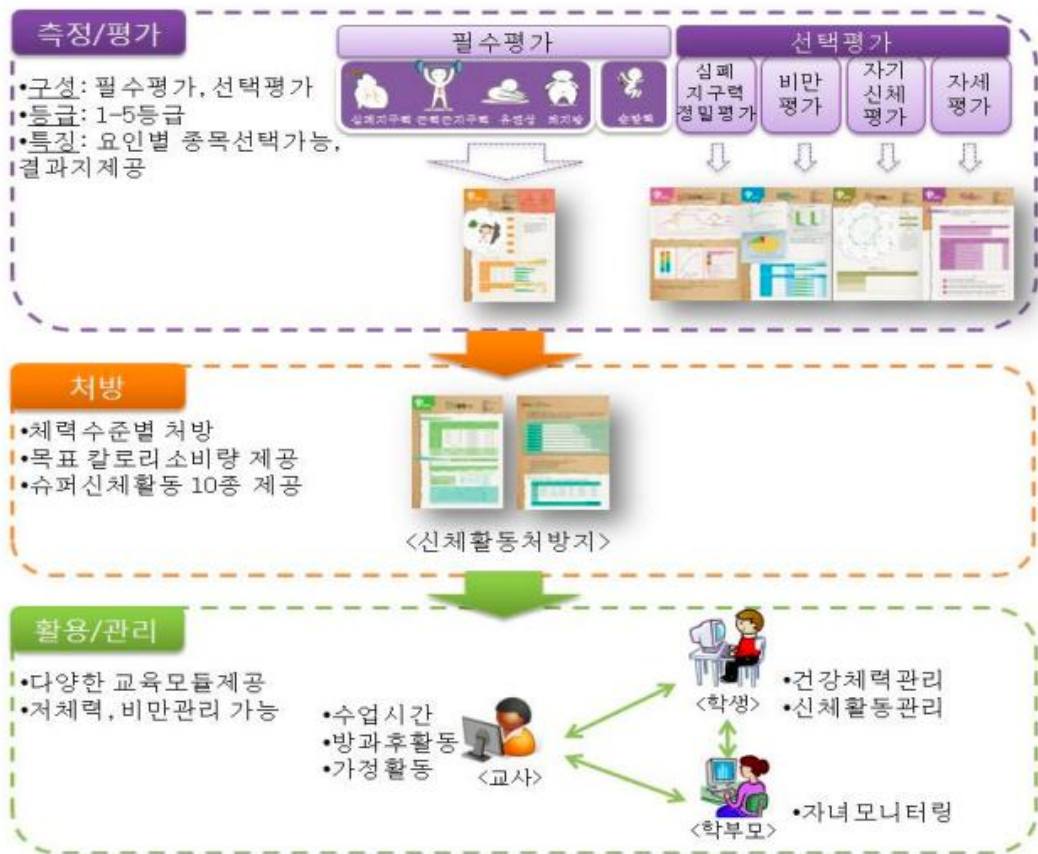 측정/평가
•구성: 필수평가, 선택평가
•등급: 1-5등급
•특징: 요인별 종목선택가능,
결과지제공
필수평가
심폐지구력 근력근지구력 유연성 체지방 순발력
선택평가
심폐
지구력
정밀평가
비만
평가
자기
신체
평가
자세
평가
처방
•체력수준별 처방
•목표 칼로리소비량 제공
•슈퍼신체활동 10종 제공
<신체활동처방지>
활용/관리
•다양한 교육모듈제공
•저체력, 비만관리 가능
•수업시간
•방과후활동
•가정활동
<교사>
<학생>
•건강체력관리
•신체활동관리
<학부모>
•자녀모니터링